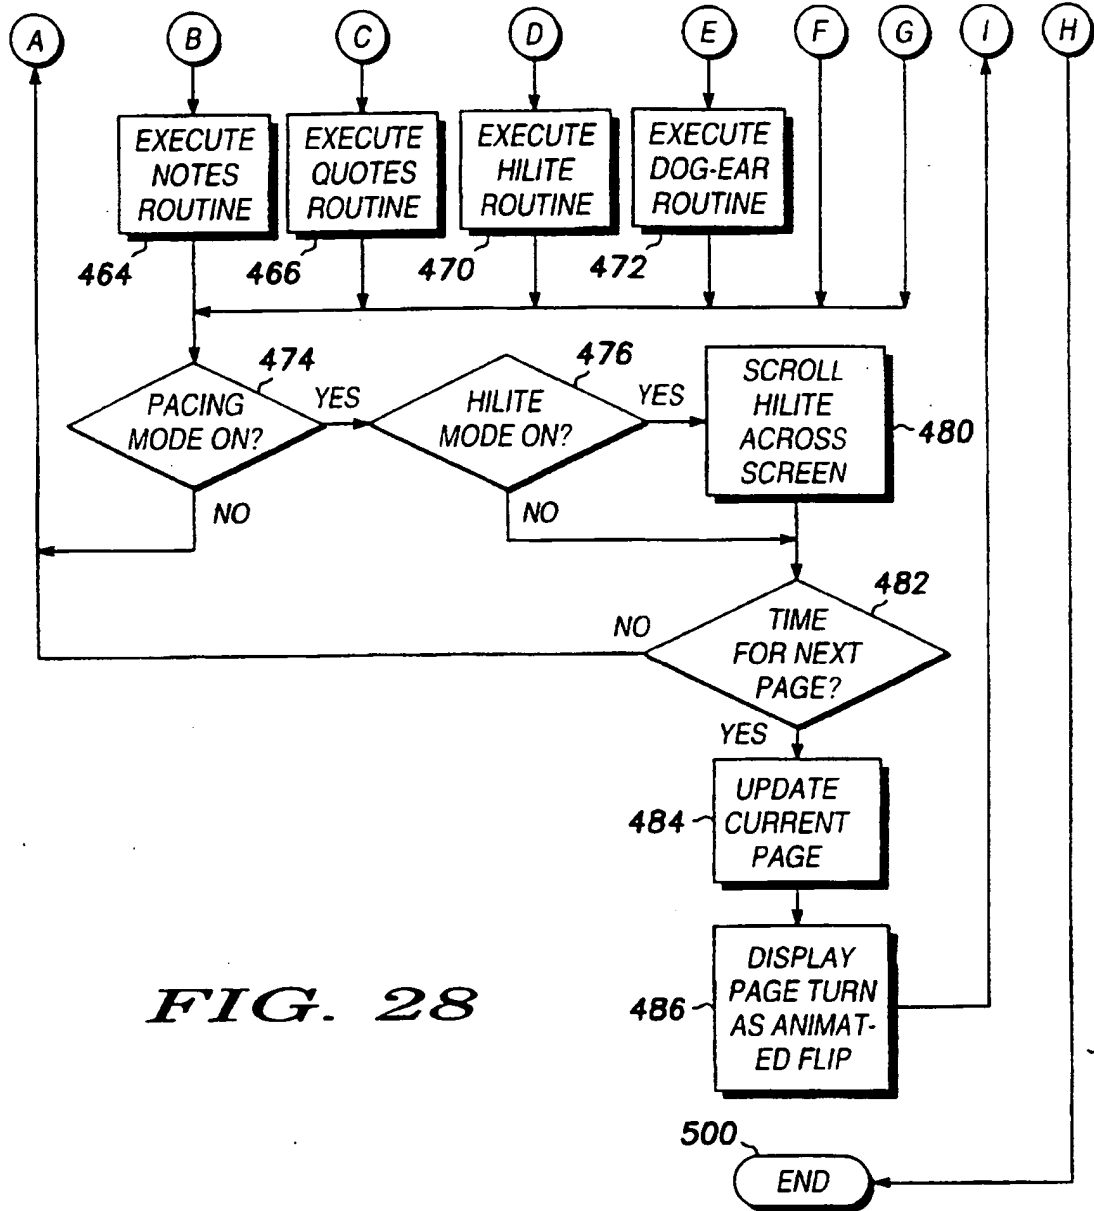 A B C D E F G I H
EXECUTE
NOTES
ROUTINE
464
EXECUTE
QUOTES
ROUTINE
466
EXECUTE
HILITE
ROUTINE
470
EXECUTE
DOG-EAR
ROUTINE
472
PACING
MODE ON?
474
YES
NO
HILITE
MODE ON?
476
YES
NO
SCROLL
HILITE
ACROSS
SCREEN
480
TIME
FOR NEXT
PAGE?
482
NO
YES
UPDATE
CURRENT
PAGE
484
DISPLAY
PAGE TURN
AS ANIMAT-
ED FLIP
486
FIG. 28
500
END